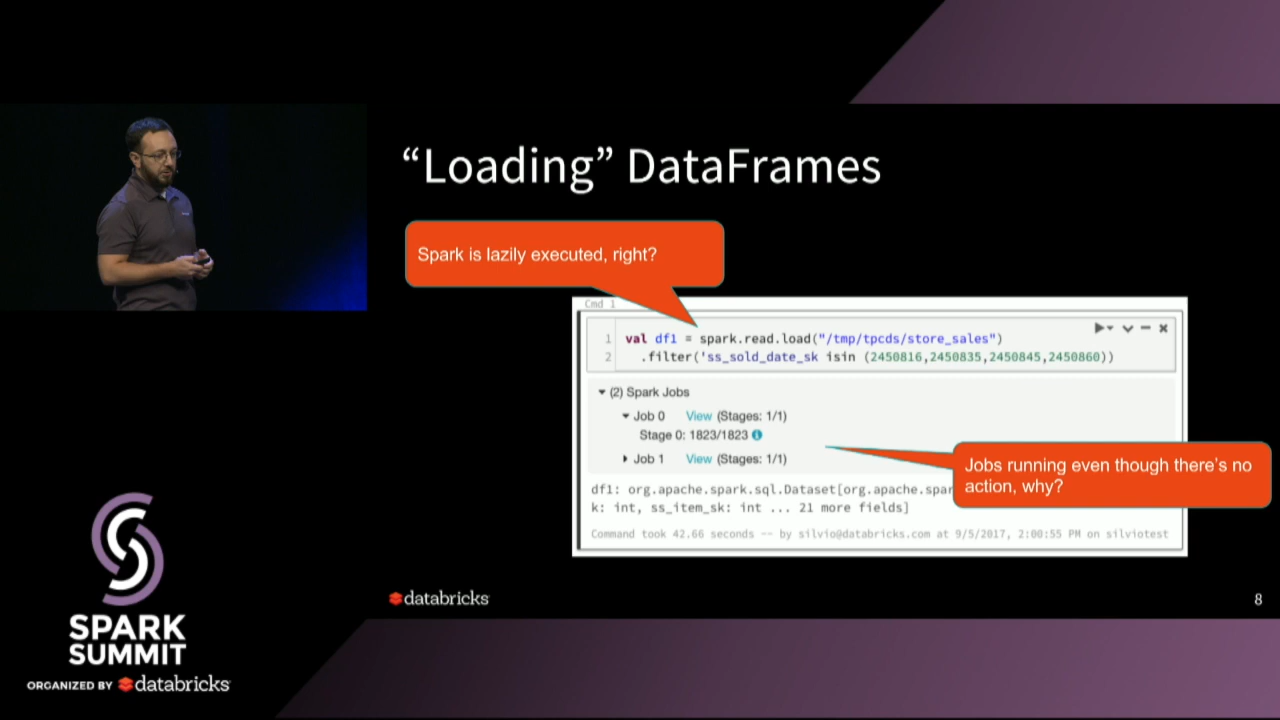 “Loading” DataFrames
Spark is lazily executed, right?
Cmd 1
1 val df1 = spark.read.load("/tmp/tpcds/store_sales")
2 .filter('ss_sold_date_sk isin (2450816,2450835,2450845,2450860))
(2) Spark Jobs
Job 0 View (Stages: 1/1)
Stage 0: 1823/1823
Job 1 View (Stages: 1/1)
Jobs running even though there's no
action, why?
df1: org.apache.spark.sql.Dataset[org.apache.spar
k: int, ss_item_sk: int ... 21 more fields]
Command took 42.66 seconds -- by silvio@databricks.com at 9/5/2017, 2:00:55 PM on silviotest
databricks
8
SPARK
SUMMIT
ORGANIZED BY databricks